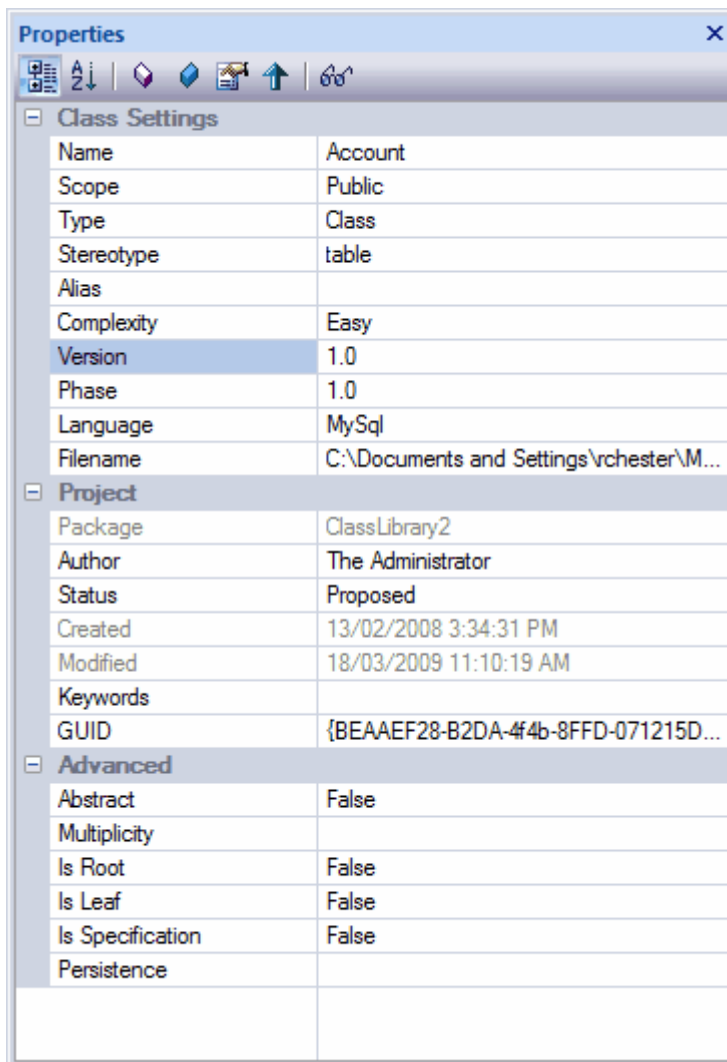 Properties
Class Settings
Name Account
Scope Public
Type Class
Stereotype table
Alias
Complexity Easy
Version 1.0
Phase 1.0
Language MySql
Filename C:\Documents and Settings\rchester\M...
Project
Package ClassLibrary2
Author The Administrator
Status Proposed
Created 13/02/2008 3:34:31 PM
Modified 18/03/2009 11:10:19 AM
Keywords
GUID {BEAAEF28-B2DA-4f4b-8FFD-071215D...
Advanced
Abstract False
Multiplicity
Is Root False
Is Leaf False
Is Specification False
Persistence